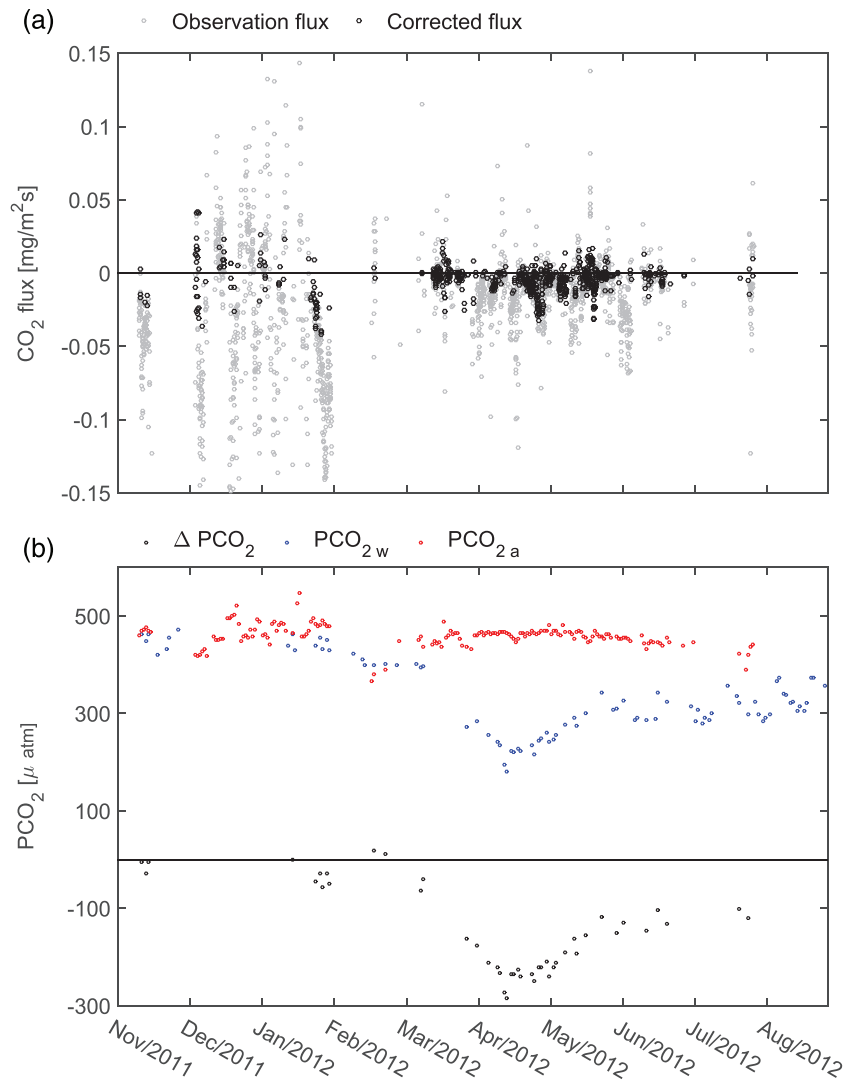 (a)
Observation flux Corrected flux
0.15
0.1
0.05
0
-0.05
-0.1
-0.15
CO2 flux [mg/m2s]
(b)
Δ PCO2 PCO2 w PCO2 a
500
300
100
-100
-300
PCO2 [μ atm]
Nov/2011
Dec/2011
Jan/2012
Feb/2012
Mar/2012
Apr/2012
May/2012
Jun/2012
Jul/2012
Aug/2012